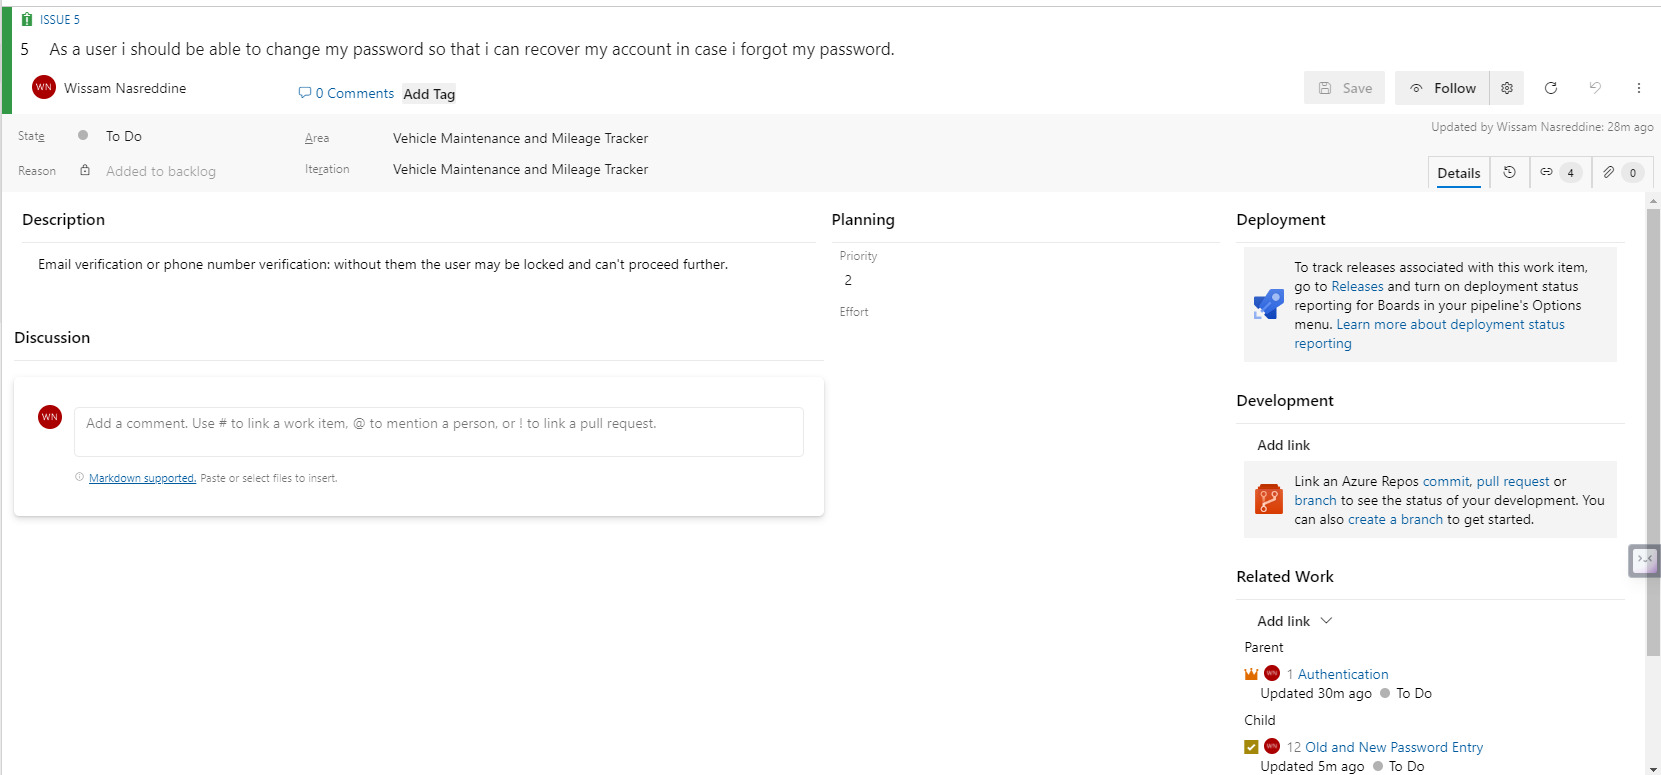 ISSUE 5
5 As a user i should be able to change my password so that i can recover my account in case i forgot my password.
WN Wissam Nasreddine
0 Comments Add Tag
Save Follow
State To Do
Area Vehicle Maintenance and Mileage Tracker
Updated by Wissam Nasreddine: 28m ago
Reason Added to backlog
Iteration Vehicle Maintenance and Mileage Tracker
Details 4 0
Description
Email verification or phone number verification: without them the user may be locked and can't proceed further.
Discussion
WN Add a comment. Use # to link a work item, @ to mention a person, or ! to link a pull request.
Markdown supported. Paste or select files to insert.
Planning
Priority
2
Effort
Deployment
To track releases associated with this work item,
go to Releases and turn on deployment status
reporting for Boards in your pipeline's Options
menu. Learn more about deployment status
reporting
Development
Add link
Link an Azure Repos commit, pull request or
branch to see the status of your development. You
can also create a branch to get started.
Related Work
Add link
Parent
WN 1 Authentication
Updated 30m ago To Do
Child
WN 12 Old and New Password Entry
Updated 5m ago To Do